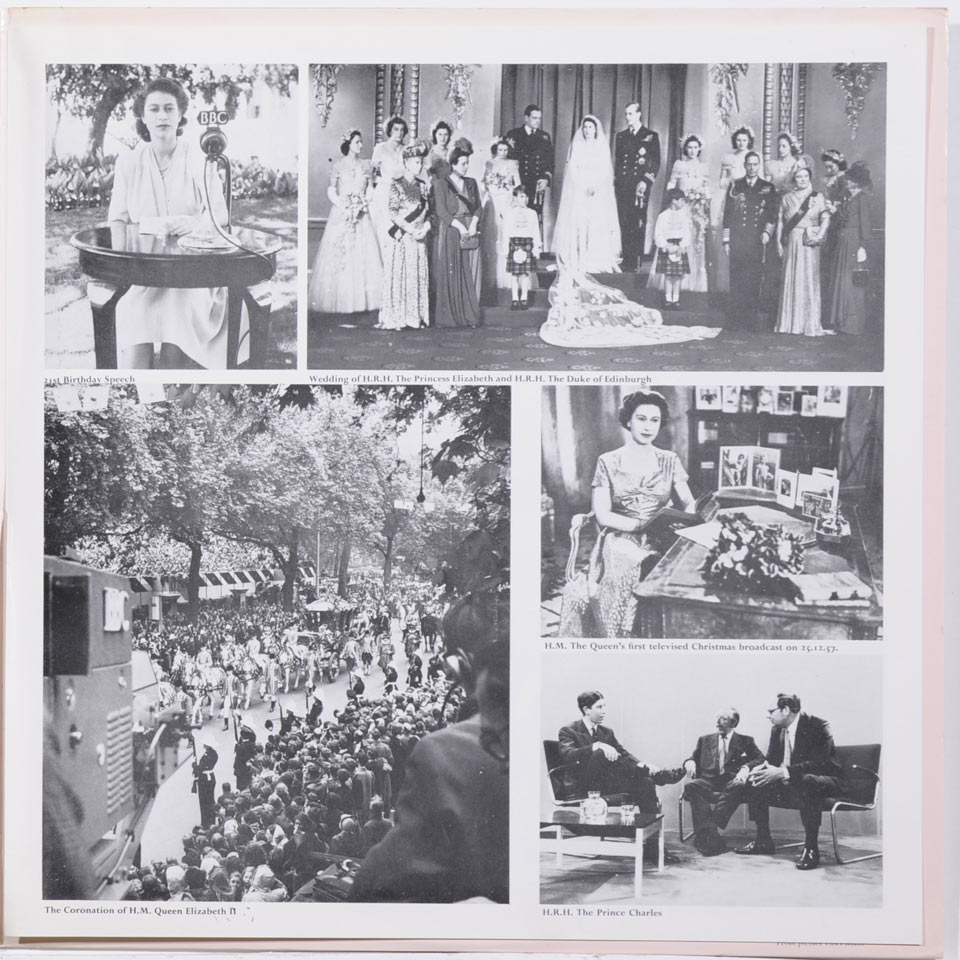 BBC
21st Birthday Speech
Wedding of H.R.H. The Princess Elizabeth and H.R.H. The Duke of Edinburgh
H.M. The Queen's first televised Christmas broadcast on 25.12.57.
The Coronation of H.M. Queen Elizabeth II
H.R.H. The Prince Charles